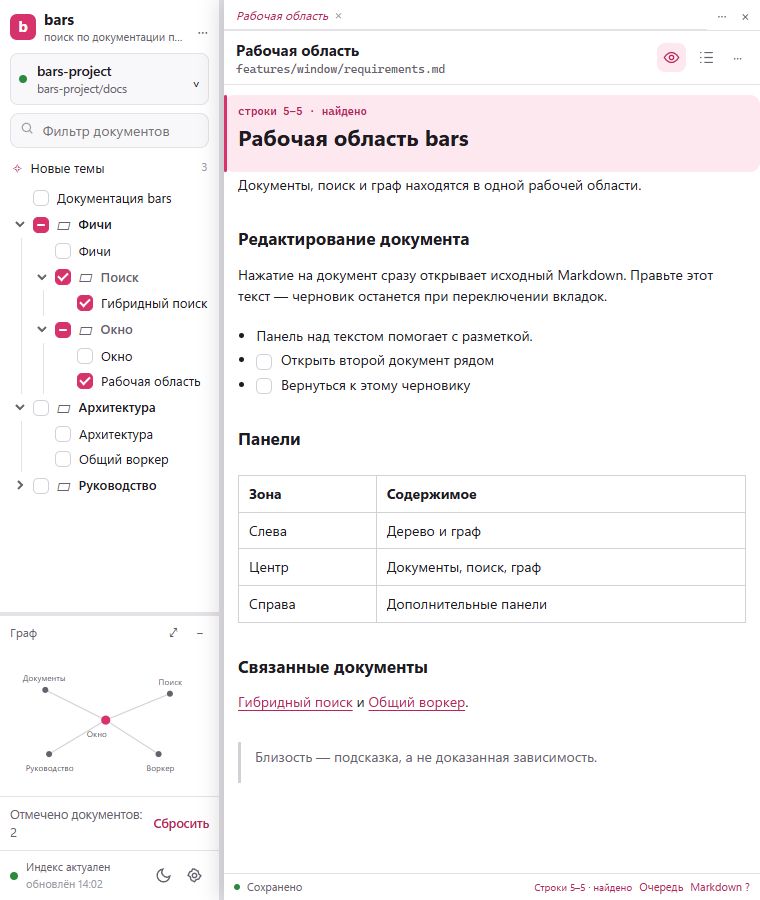 b bars
поиск по документации п...
...
bars-project
bars-project/docs
Фильтр документов
Новые темы 3
Документация bars
Фичи
Фичи
Поиск
Гибридный поиск
Окно
Окно
Рабочая область
Архитектура
Архитектура
Общий воркер
Руководство
Граф
Документы
Поиск
Окно
Руководство
Воркер
Отмечено документов:
2
Сбросить
Индекс актуален
обновлён 14:02
Рабочая область × ... ×
Рабочая область
features/window/requirements.md
...
строки 5–5 · найдено
Рабочая область bars
Документы, поиск и граф находятся в одной рабочей области.
Редактирование документа
Нажатие на документ сразу открывает исходный Markdown. Правьте этот
текст — черновик останется при переключении вкладок.
• Панель над текстом помогает с разметкой.
• Открыть второй документ рядом
• Вернуться к этому черновику
Панели
Зона Содержимое
Слева Дерево и граф
Центр Документы, поиск, граф
Справа Дополнительные панели
Связанные документы
Гибридный поиск и Общий воркер.
Близость — подсказка, а не доказанная зависимость.
Сохранено Строки 5–5 · найдено Очередь Markdown ?